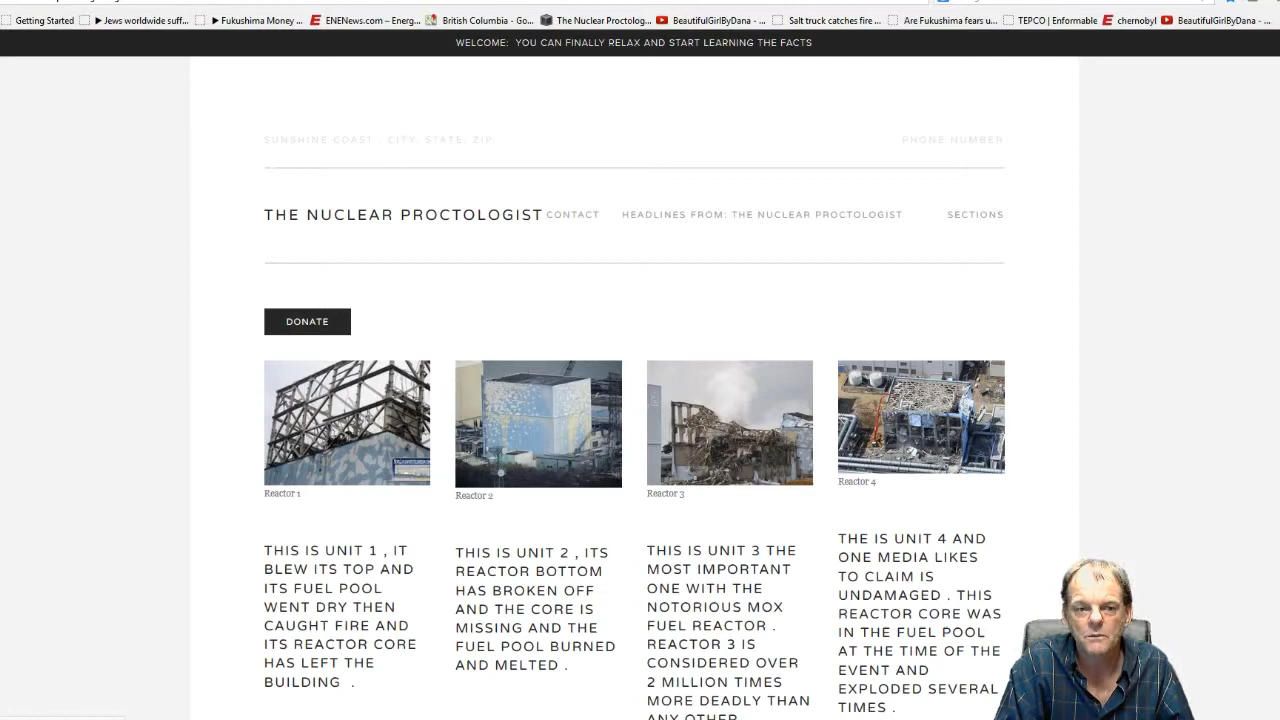 Getting Started
▶ Jews worldwide suff...
▶ Fukushima Money ...
ENENews.com – Energ...
British Columbia - Go...
The Nuclear Proctolog...
BeautifulGirlByDana - ...
Salt truck catches fire ...
Are Fukushima fears u...
TEPCO | Enformable
chernobyl
BeautifulGirlByDana - ...
WELCOME: YOU CAN FINALLY RELAX AND START LEARNING THE FACTS
SUNSHINE COAST . CITY, STATE, ZIP
PHONE NUMBER
THE NUCLEAR PROCTOLOGIST
CONTACT
HEADLINES FROM: THE NUCLEAR PROCTOLOGIST
SECTIONS
DONATE
Reactor 1
THIS IS UNIT 1 , IT
BLEW ITS TOP AND
ITS FUEL POOL
WENT DRY THEN
CAUGHT FIRE AND
ITS REACTOR CORE
HAS LEFT THE
BUILDING .
Reactor 2
THIS IS UNIT 2 , ITS
REACTOR BOTTOM
HAS BROKEN OFF
AND THE CORE IS
MISSING AND THE
FUEL POOL BURNED
AND MELTED .
Reactor 3
THIS IS UNIT 3 THE
MOST IMPORTANT
ONE WITH THE
NOTORIOUS MOX
FUEL REACTOR .
REACTOR 3 IS
CONSIDERED OVER
2 MILLION TIMES
MORE DEADLY THAN
ANY OTHER
Reactor 4
THE IS UNIT 4 AND
ONE MEDIA LIKES
TO CLAIM IS
UNDAMAGED . THIS
REACTOR CORE WAS
IN THE FUEL POOL
AT THE TIME OF THE
EVENT AND
EXPLODED SEVERAL
TIMES .